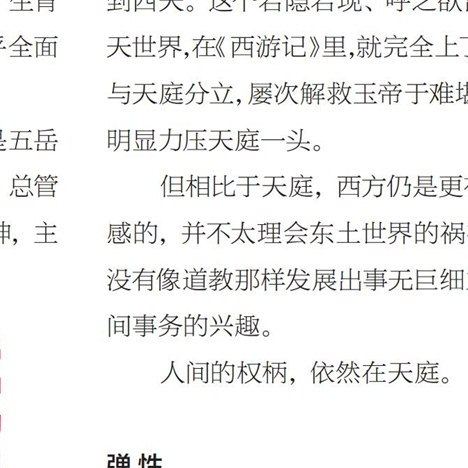 生肖
全面
是五岳
总管
神，主
到西天。这个若隐若现、呼之欲
天世界，在《西游记》里，就完全上
与天庭分立，屡次解救玉帝于难堪
明显力压天庭一头。
但相比于天庭，西方仍是更有
感的，并不太理会东土世界的祸
没有像道教那样发展出事无巨细
间事务的兴趣。
人间的权柄，依然在天庭。
弹性